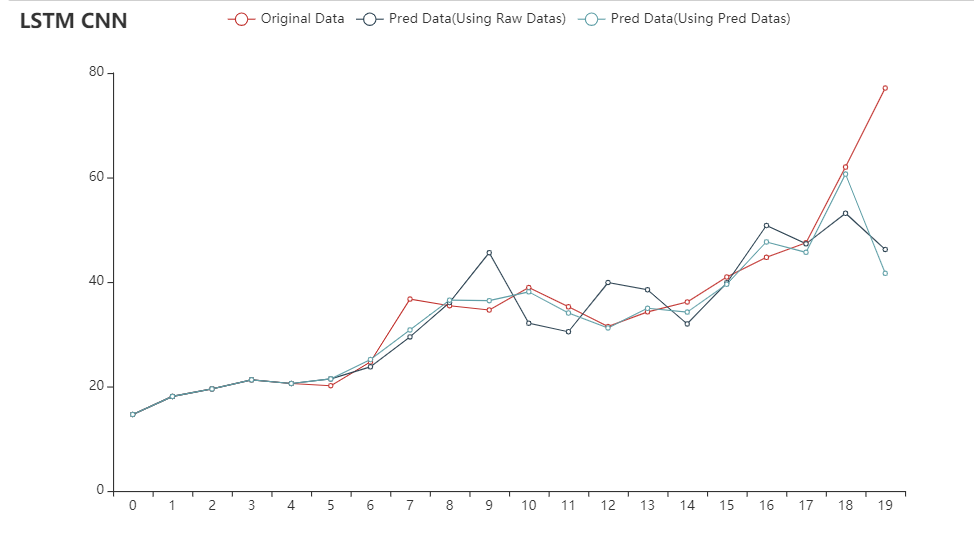 LSTM CNN
Original Data Pred Data(Using Raw Datas) Pred Data(Using Pred Datas)
80
60
40
20
0
0 1 2 3 4 5 6 7 8 9 10 11 12 13 14 15 16 17 18 19